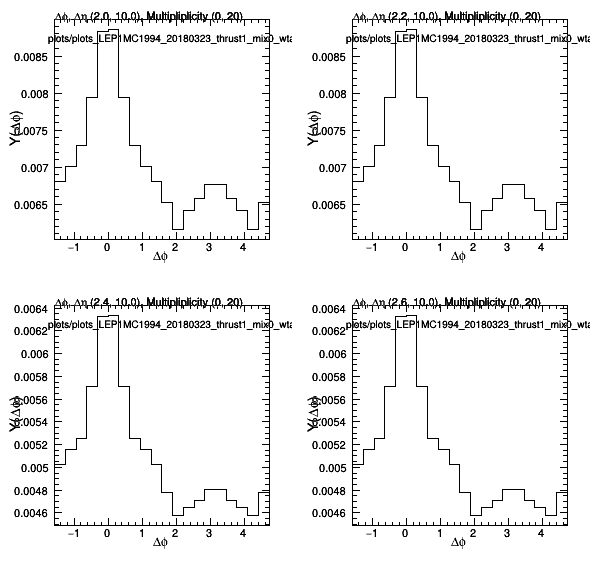 Δϕ, Δη (2.0, 10.0), Multipliplicity (0, 20)
plots/plots_LEP1MC1994_20180323_thrust1_mix0_wta
Y(Δϕ)
0.0085
0.008
0.0075
0.007
0.0065
−1 0 1 2 3 4
Δϕ
Δϕ, Δη (2.2, 10.0), Multipliplicity (0, 20)
plots/plots_LEP1MC1994_20180323_thrust1_mix0_wta
Y(Δϕ)
0.0085
0.008
0.0075
0.007
0.0065
−1 0 1 2 3 4
Δϕ
Δϕ, Δη (2.4, 10.0), Multipliplicity (0, 20)
plots/plots_LEP1MC1994_20180323_thrust1_mix0_wta
Y(Δϕ)
0.0064
0.0062
0.006
0.0058
0.0056
0.0054
0.0052
0.005
0.0048
0.0046
−1 0 1 2 3 4
Δϕ
Δϕ, Δη (2.6, 10.0), Multipliplicity (0, 20)
plots/plots_LEP1MC1994_20180323_thrust1_mix0_wta
Y(Δϕ)
0.0064
0.0062
0.006
0.0058
0.0056
0.0054
0.0052
0.005
0.0048
0.0046
−1 0 1 2 3 4
Δϕ